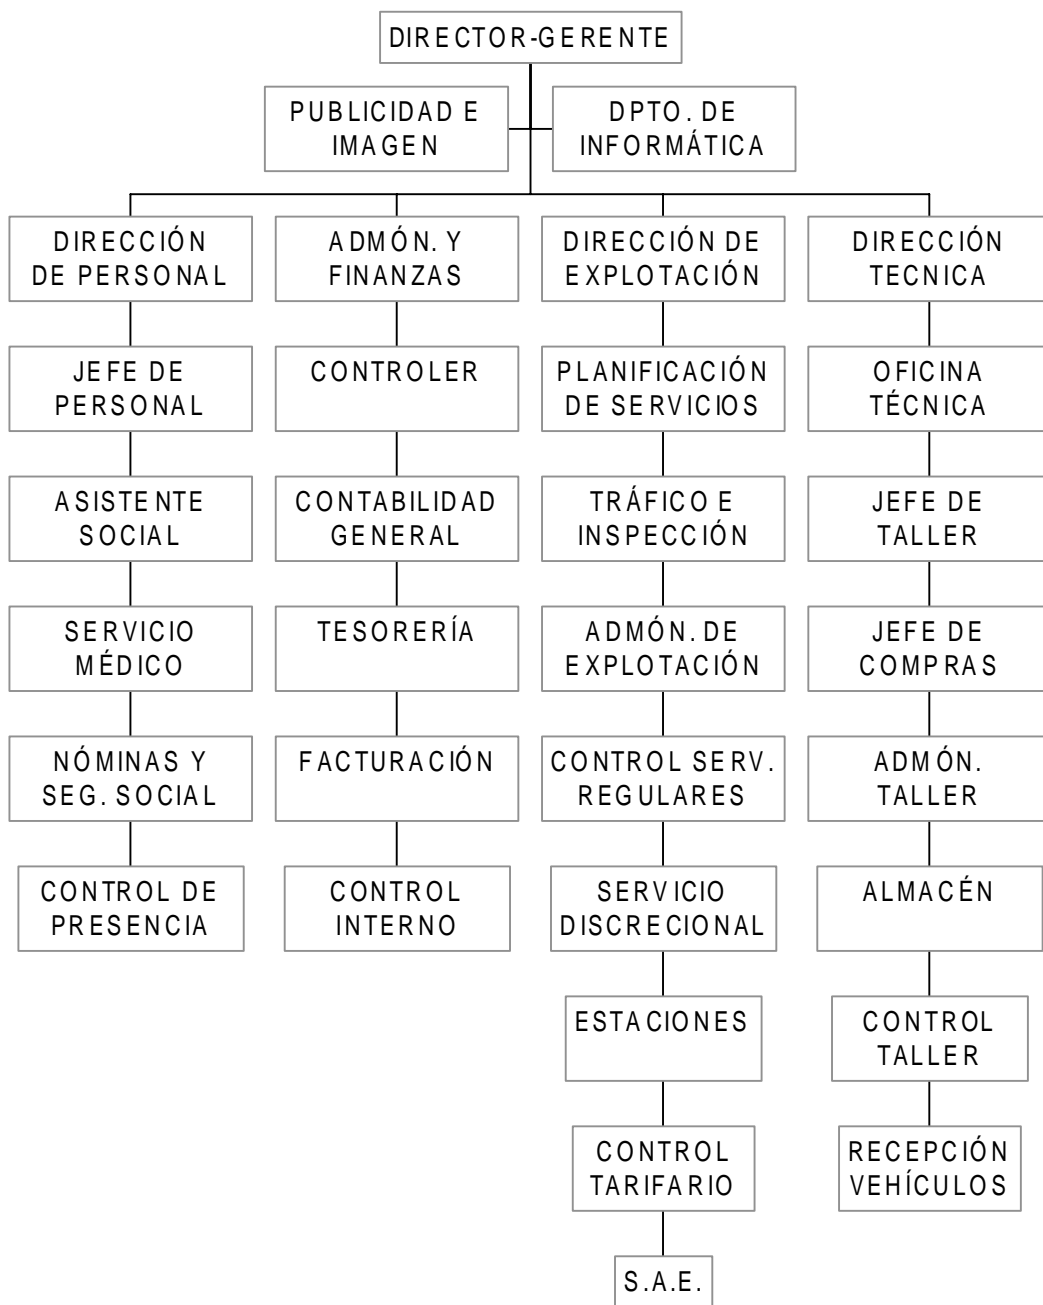 DIRECTOR-GERENTE
PUBLICIDAD E
IMAGEN
DPTO. DE
INFORMÁTICA
DIRECCIÓN
DE PERSONAL
ADMÓN. Y
FINANZAS
DIRECCIÓN DE
EXPLOTACIÓN
DIRECCIÓN
TECNICA
JEFE DE
PERSONAL
CONTROLER
PLANIFICACIÓN
DE SERVICIOS
OFICINA
TÉCNICA
ASISTENTE
SOCIAL
CONTABILIDAD
GENERAL
TRÁFICO E
INSPECCIÓN
JEFE DE
TALLER
SERVICIO
MÉDICO
TESORERÍA
ADMÓN. DE
EXPLOTACIÓN
JEFE DE
COMPRAS
NÓMINAS Y
SEG. SOCIAL
FACTURACIÓN
CONTROL SERV.
REGULARES
ADMÓN.
TALLER
CONTROL DE
PRESENCIA
CONTROL
INTERNO
SERVICIO
DISCRECIONAL
ALMACÉN
ESTACIONES
CONTROL
TALLER
CONTROL
TARIFARIO
RECEPCIÓN
VEHÍCULOS
S.A.E.